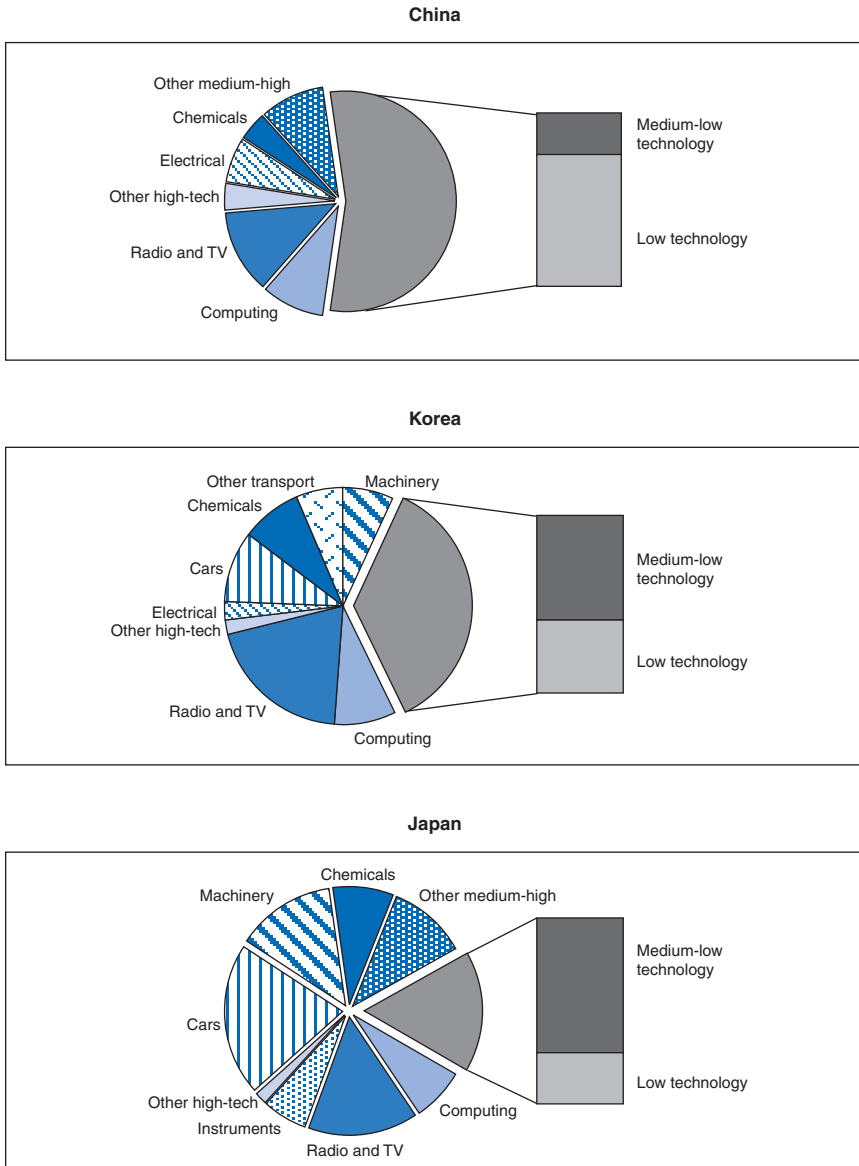 China
Other medium-high
Chemicals
Electrical
Other high-tech
Radio and TV
Computing
Medium-low
technology
Low technology
Korea
Other transport
Machinery
Chemicals
Cars
Electrical
Other high-tech
Radio and TV
Computing
Medium-low
technology
Low technology
Japan
Chemicals
Machinery
Other medium-high
Cars
Other high-tech
Instruments
Radio and TV
Computing
Medium-low
technology
Low technology